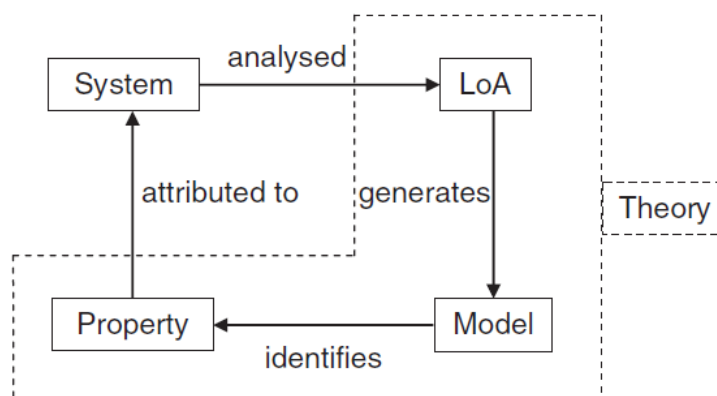 analysed
System
LoA
attributed to
generates
Theory
Property
Model
identifies